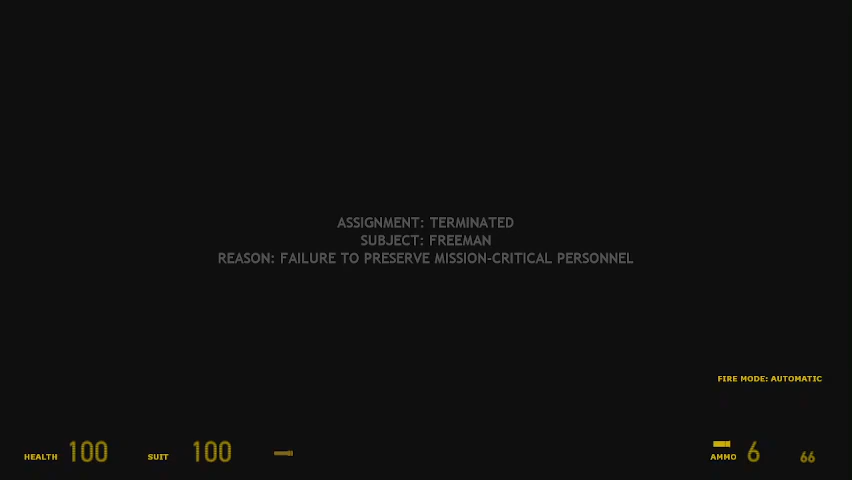 ASSIGNMENT: TERMINATED
SUBJECT: FREEMAN
REASON: FAILURE TO PRESERVE MISSION-CRITICAL PERSONNEL
FIRE MODE: AUTOMATIC
HEALTH 100 SUIT 100 AMMO 6 66